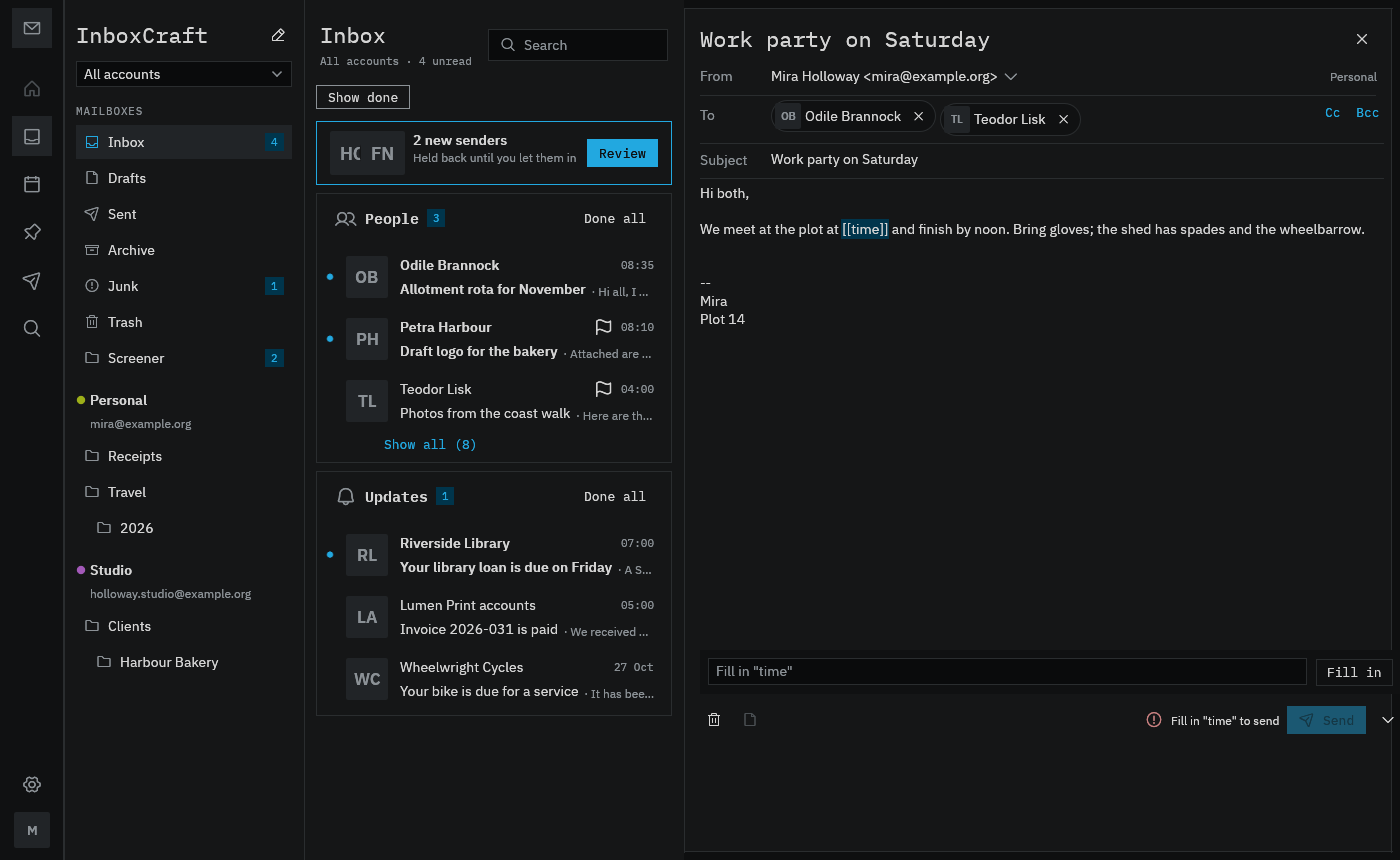 InboxCraft
All accounts
MAILBOXES
Inbox 4
Drafts
Sent
Archive
Junk 1
Trash
Screener 2
Personal
mira@example.org
Receipts
Travel
2026
Studio
holloway.studio@example.org
Clients
Harbour Bakery
M
Inbox
All accounts · 4 unread
Search
Show done
FN
2 new senders
Held back until you let them in
Review
People 3 Done all
OB Odile Brannock 08:35
Allotment rota for November · Hi all, I ...
PH Petra Harbour 08:10
Draft logo for the bakery · Attached are ...
TL Teodor Lisk 04:00
Photos from the coast walk · Here are th...
Show all (8)
Updates 1 Done all
RL Riverside Library 07:00
Your library loan is due on Friday · A S...
LA Lumen Print accounts 05:00
Invoice 2026-031 is paid · We received ...
WC Wheelwright Cycles 27 Oct
Your bike is due for a service · It has bee...
Work party on Saturday
From Mira Holloway <mira@example.org> Personal
To OB Odile Brannock TL Teodor Lisk Cc Bcc
Subject Work party on Saturday
Hi both,
We meet at the plot at [[time]] and finish by noon. Bring gloves; the shed has spades and the wheelbarrow.
--
Mira
Plot 14
Fill in "time" Fill in
Fill in "time" to send Send